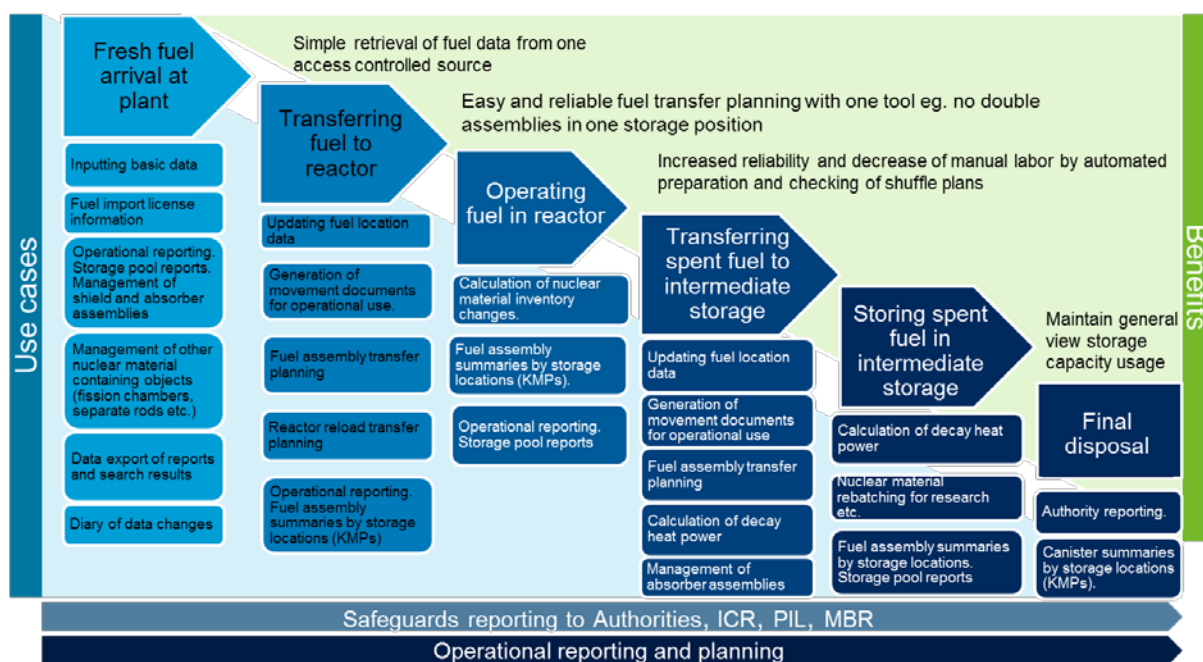 Use cases
Fresh fuel
arrival at
plant
Inputting basic data
Fuel import license
information
Operational reporting.
Storage pool reports.
Management of
shield and absorber
assemblies
Management of other
nuclear material
containing objects
(fission chambers,
separate rods etc.)
Data export of reports
and search results
Diary of data changes
Simple retrieval of fuel data from one
access controlled source
Transferring
fuel to
reactor
Updating fuel location
data
Generation of
movement documents
for operational use.
Fuel assembly transfer
planning
Reactor reload transfer
planning
Operational reporting.
Fuel assembly
summaries by storage
locations (KMPs)
Easy and reliable fuel transfer planning with one tool eg. no double
assemblies in one storage position
Operating
fuel in reactor
Calculation of nuclear
material inventory
changes.
Fuel assembly
summaries by storage
locations (KMPs).
Operational reporting.
Storage pool reports
Increased reliability and decrease of manual labor by automated
preparation and checking of shuffle plans
Transferring
spent fuel to
intermediate
storage
Updating fuel location
data
Generation of
movement documents
for operational use
Fuel assembly transfer
planning
Calculation of decay
heat power
Management of
absorber assemblies
Storing spent
fuel in
intermediate
storage
Calculation of decay heat
power
Nuclear material
rebatching for research
etc.
Fuel assembly summaries
by storage locations.
Storage pool reports
Maintain general
view storage
capacity usage
Final
disposal
Authority reporting.
Canister summaries
by storage locations
(KMPs).
Benefits
Safeguards reporting to Authorities, ICR, PIL, MBR
Operational reporting and planning